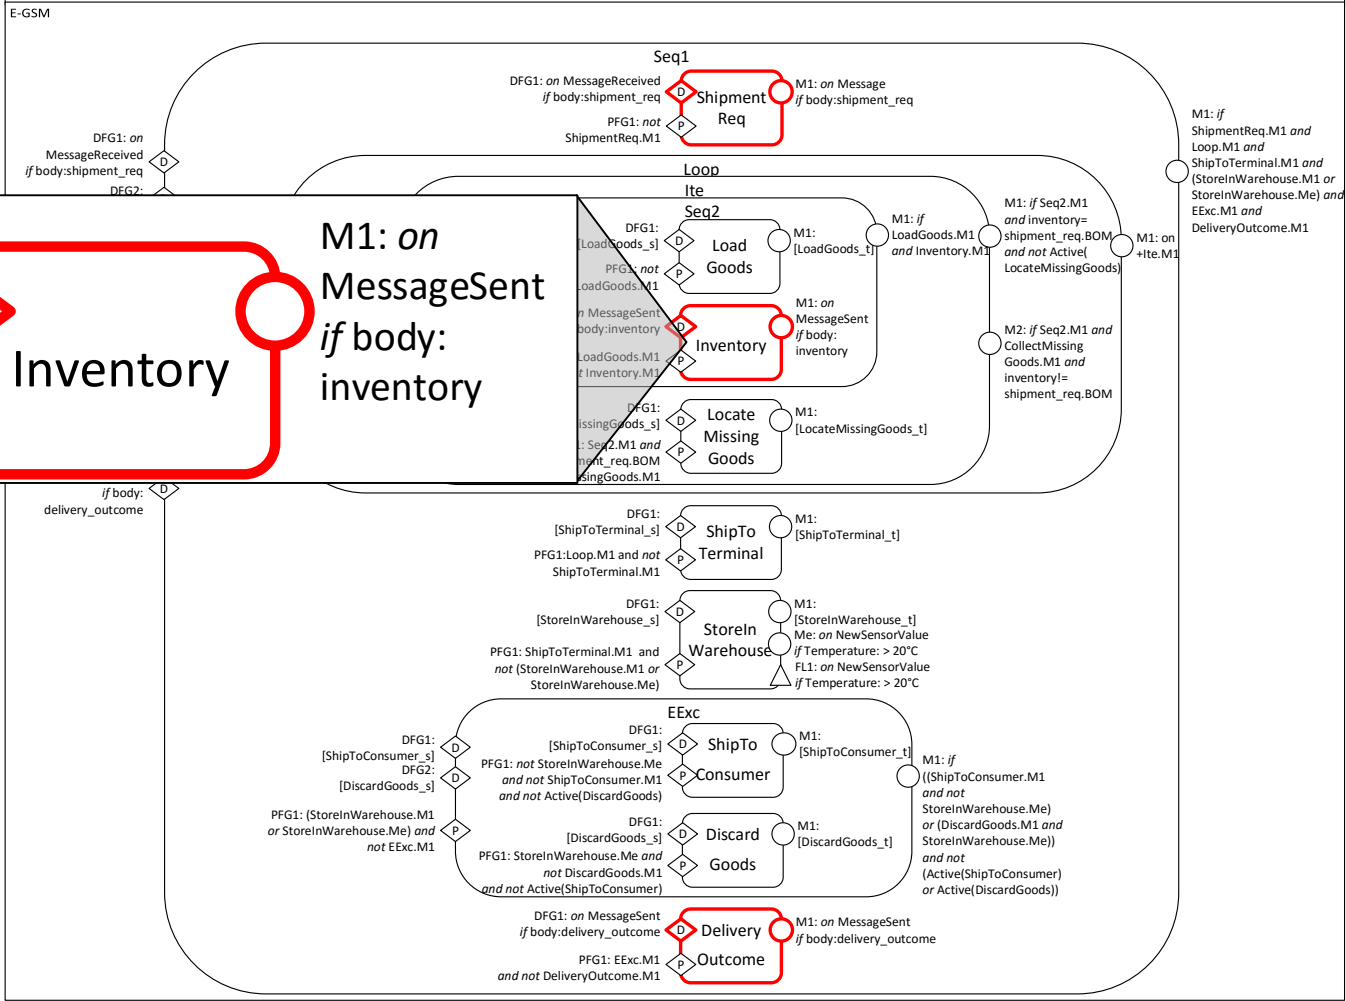 E-GSM
Seq1
DFG1: on MessageReceived
if body:shipment_req
PFG1: not
ShipmentReq.M1
Shipment
Req
D
P
M1: on Message
if body:shipment_req
DFG1: on
MessageReceived
if body:shipment_req
DFG2:
D
M1: if
ShipmentReq.M1 and
Loop.M1 and
ShipToTerminal.M1 and
(StoreInWarehouse.M1 or
StoreInWarehouse.Me) and
EExc.M1 and
DeliveryOutcome.M1
Loop
Ite
Seq2
DFG1:
[LoadGoods_s]
PFG1: not
LoadGoods.M1
D
P
Load
Goods
M1:
[LoadGoods_t]
M1: if
LoadGoods.M1
and Inventory.M1
M1: if Seq2.M1
and inventory=
shipment_req.BOM
and not Active(
LocateMissingGoods)
M1: on
+Ite.M1
Inventory
M1: on
MessageSent
if body:
inventory
n MessageSent
body:inventory
LoadGoods.M1
t Inventory.M1
D
P
Inventory
M1: on
MessageSent
if body:
inventory
M2: if Seq2.M1 and
CollectMissing
Goods.M1 and
inventory!=
shipment_req.BOM
DFG1:
issingGoods_s]
: Seq2.M1 and
ment_req.BOM
singGoods.M1
D
P
Locate
Missing
Goods
M1:
[LocateMissingGoods_t]
if body:
delivery_outcome
D
DFG1:
[ShipToTerminal_s]
PFG1:Loop.M1 and not
ShipToTerminal.M1
D
P
ShipTo
Terminal
M1:
[ShipToTerminal_t]
DFG1:
[StoreInWarehouse_s]
PFG1: ShipToTerminal.M1 and
not (StoreInWarehouse.M1 or
StoreInWarehouse.Me)
D
P
StoreIn
Warehouse
M1:
[StoreInWarehouse_t]
Me: on NewSensorValue
if Temperature: > 20°C
FL1: on NewSensorValue
if Temperature: > 20°C
EExc
DFG1:
[ShipToConsumer_s]
DFG2:
[DiscardGoods_s]
PFG1: (StoreInWarehouse.M1
or StoreInWarehouse.Me) and
not EExc.M1
D
D
P
DFG1:
[ShipToConsumer_s]
PFG1: not StoreInWarehouse.Me
and not ShipToConsumer.M1
and not Active(DiscardGoods)
D
P
ShipTo
Consumer
M1:
[ShipToConsumer_t]
DFG1:
[DiscardGoods_s]
PFG1: StoreInWarehouse.Me and
not DiscardGoods.M1
and not Active(ShipToConsumer)
D
P
Discard
Goods
M1:
[DiscardGoods_t]
M1: if
((ShipToConsumer.M1
and not
StoreInWarehouse.Me)
or (DiscardGoods.M1 and
StoreInWarehouse.Me))
and not
(Active(ShipToConsumer)
or Active(DiscardGoods))
DFG1: on MessageSent
if body:delivery_outcome
PFG1: EExc.M1
and not DeliveryOutcome.M1
D
P
Delivery
Outcome
M1: on MessageSent
if body:delivery_outcome